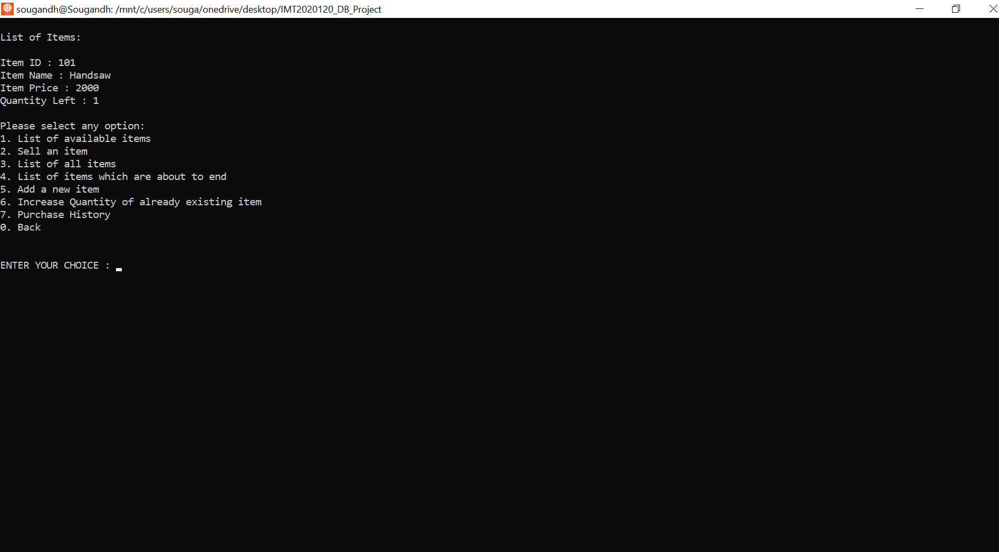 sougandh@Sougandh: /mnt/c/users/souga/onedrive/desktop/IMT2020120_DB_Project
List of Items:
Item ID : 101
Item Name : Handsaw
Item Price : 2000
Quantity Left : 1
Please select any option:
1. List of available items
2. Sell an item
3. List of all items
4. List of items which are about to end
5. Add a new item
6. Increase Quantity of already existing item
7. Purchase History
0. Back
ENTER YOUR CHOICE :